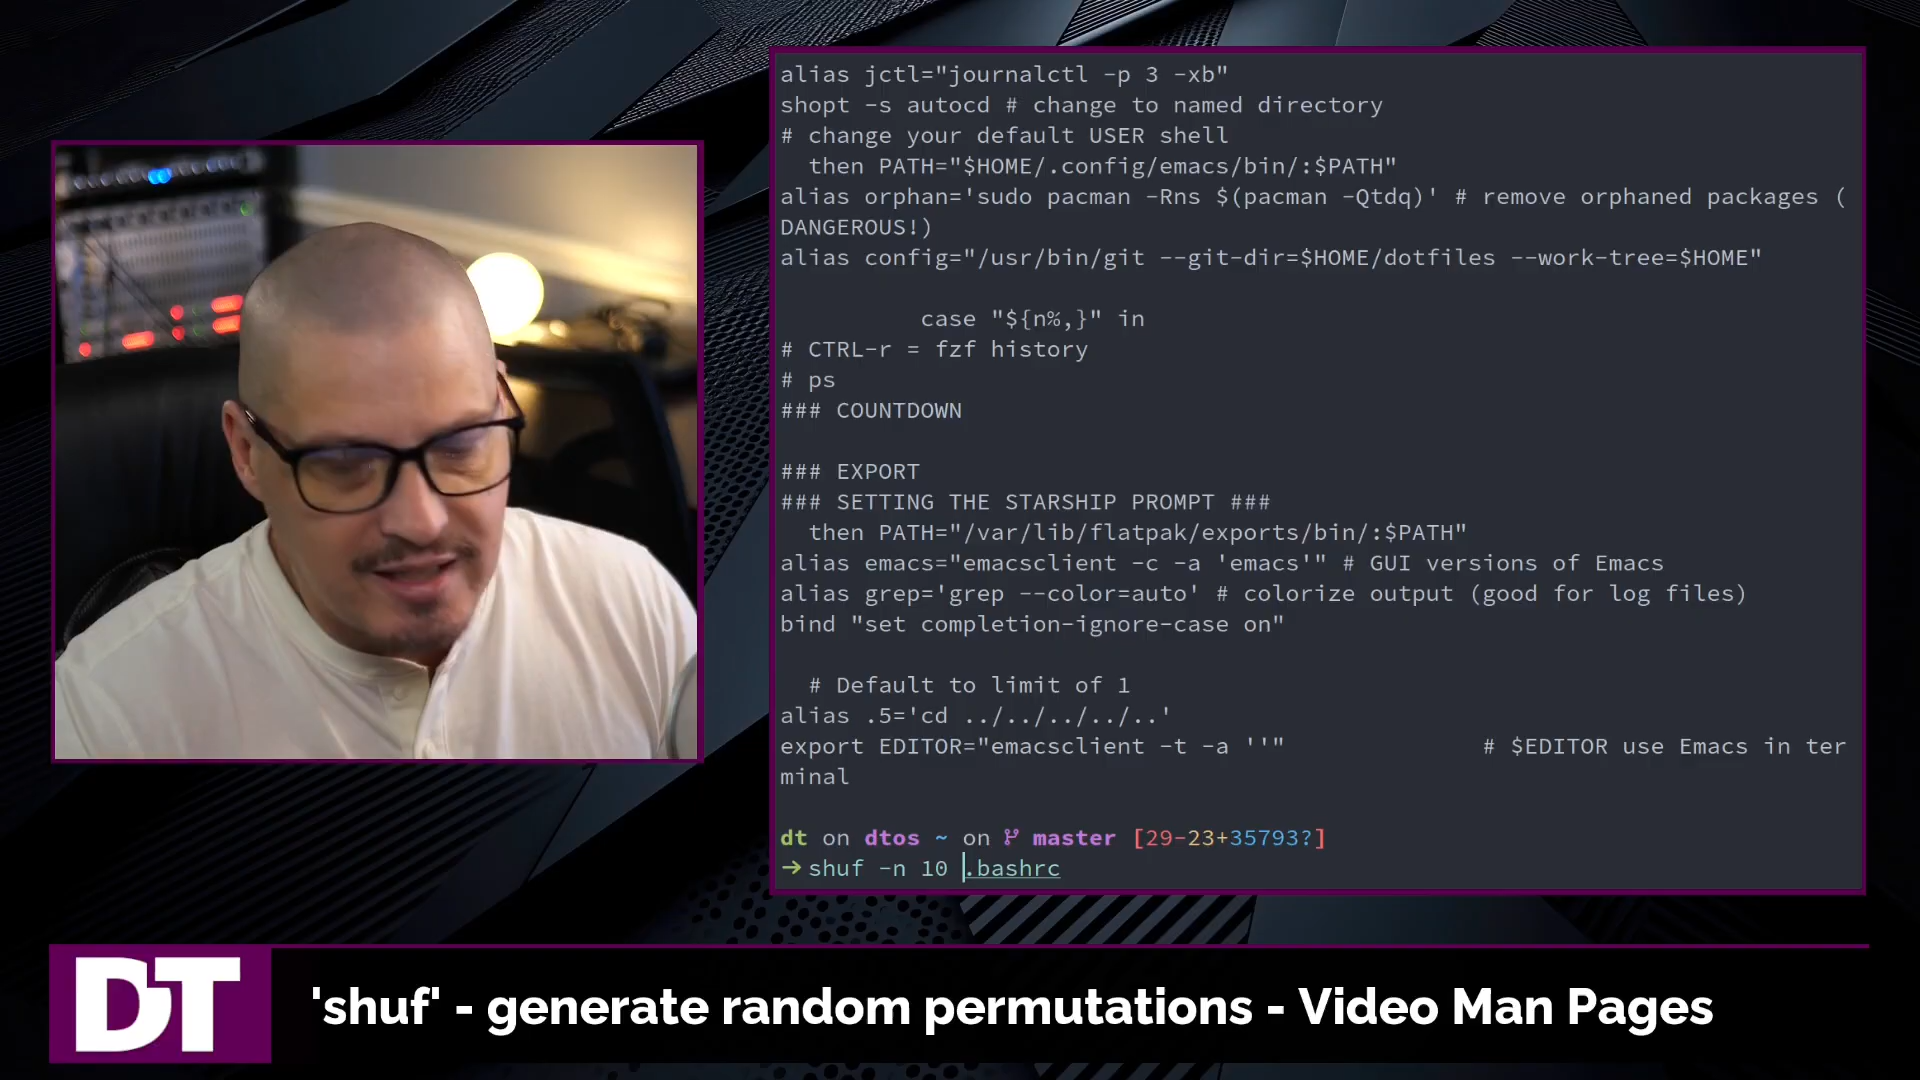 alias jctl="journalctl -p 3 -xb"
shopt -s autocd # change to named directory
# change your default USER shell
  then PATH="$HOME/.config/emacs/bin/:$PATH"
alias orphan='sudo pacman -Rns $(pacman -Qtdq)' # remove orphaned packages (
DANGEROUS!)
alias config="/usr/bin/git --git-dir=$HOME/dotfiles --work-tree=$HOME"
          case "${n%,}" in
# CTRL-r = fzf history
# ps
### COUNTDOWN
### EXPORT
### SETTING THE STARSHIP PROMPT ###
  then PATH="/var/lib/flatpak/exports/bin/:$PATH"
alias emacs="emacsclient -c -a 'emacs'" # GUI versions of Emacs
alias grep='grep --color=auto' # colorize output (good for log files)
bind "set completion-ignore-case on"
  # Default to limit of 1
alias .5='cd ../../../../..'
export EDITOR="emacsclient -t -a ''"              # $EDITOR use Emacs in ter
minal
dt on dtos ~ on master [29-23+35793?]
➜ shuf -n 10 .bashrc
DT
'shuf' - generate random permutations - Video Man Pages